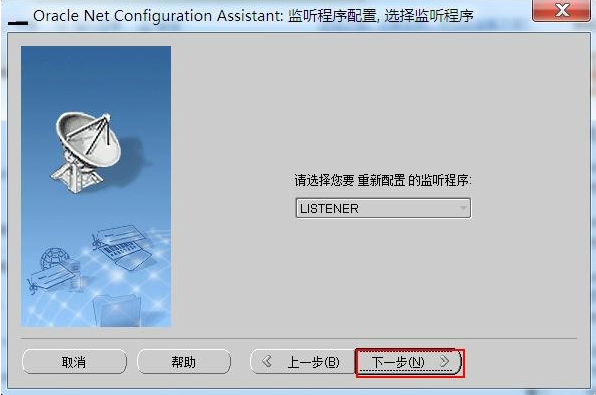 Oracle Net Configuration Assistant: 监听程序配置, 选择监听程序
请选择您要 重新配置 的监听程序:
LISTENER
取消 帮助 上一步(B) 下一步(N)